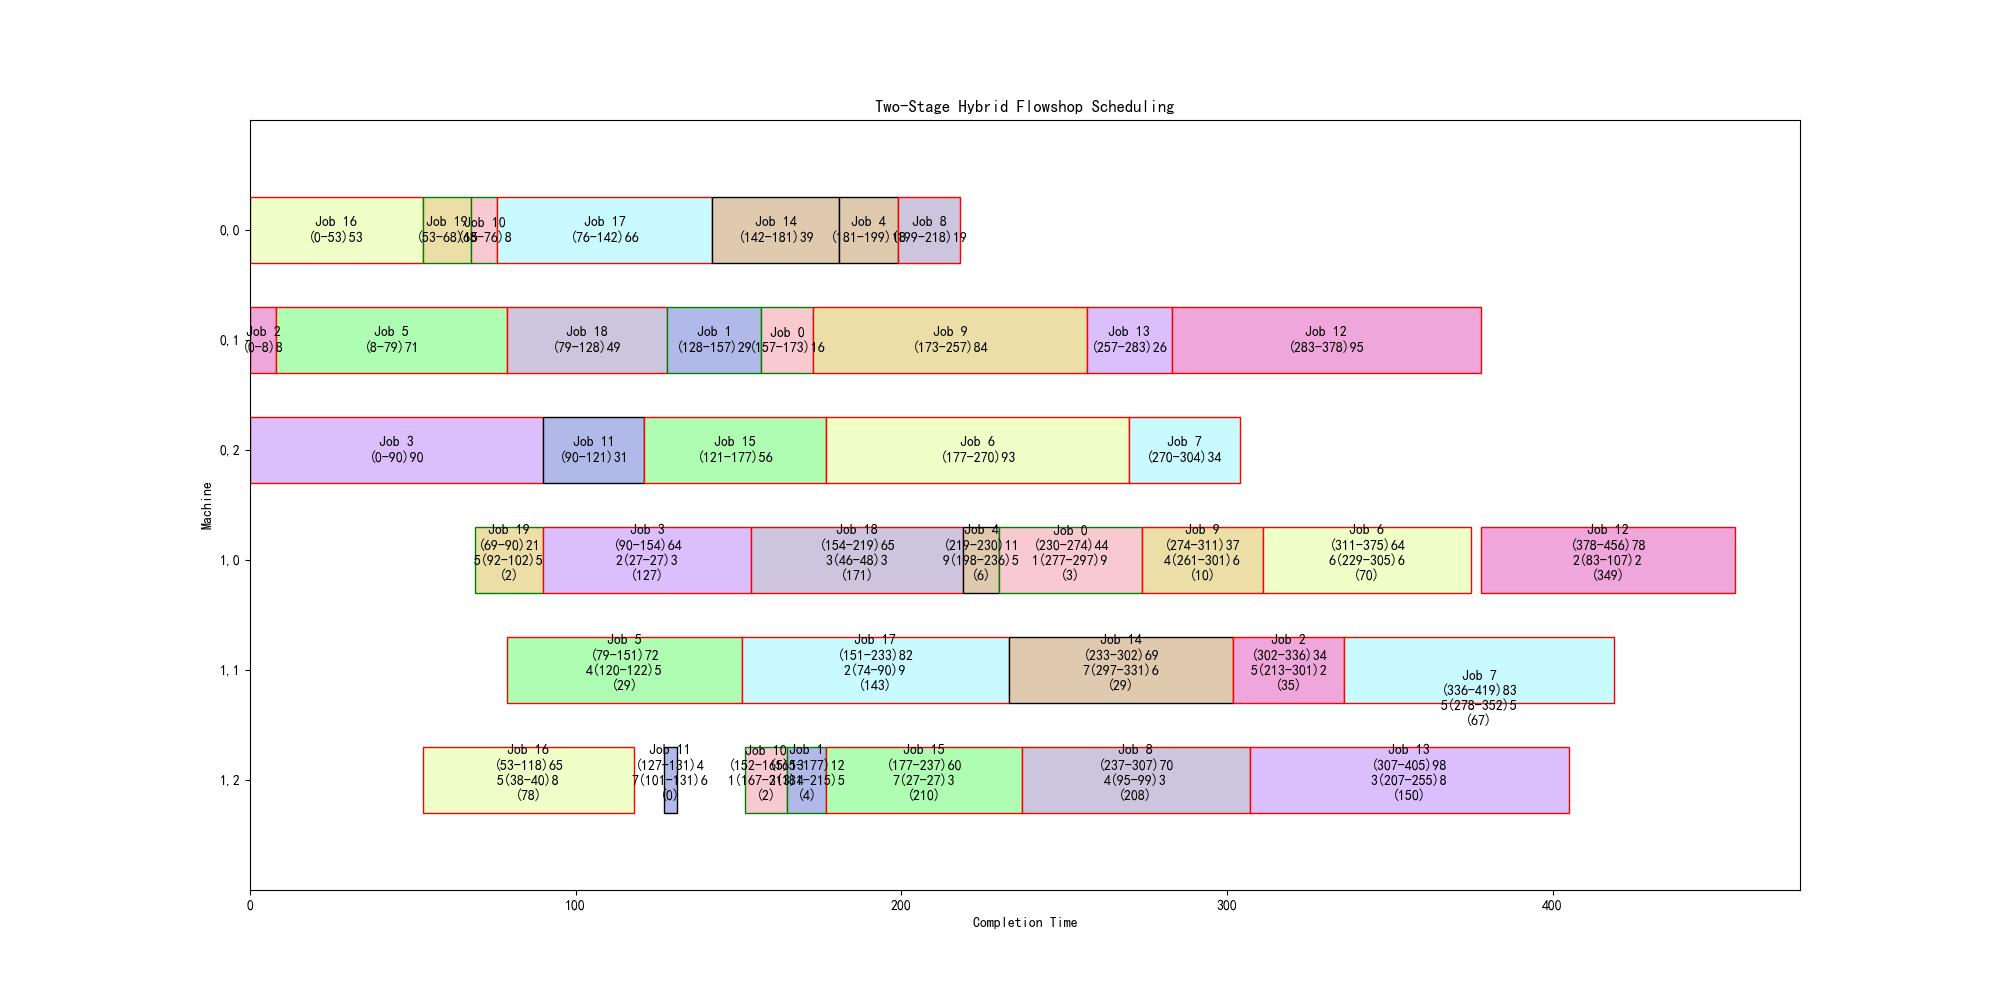 Two-Stage Hybrid Flowshop Scheduling
Machine
0,0
Job 16
(0-53)53
Job 19
(53-68)15
Job 10
(68-76)8
Job 17
(76-142)66
Job 14
(142-181)39
Job 4
(181-199)18
Job 8
(199-218)19
0,1
Job 2
(0-8)8
Job 5
(8-79)71
Job 18
(79-128)49
Job 1
(128-157)29
Job 0
(157-173)16
Job 9
(173-257)84
Job 13
(257-283)26
Job 12
(283-378)95
0,2
Job 3
(0-90)90
Job 11
(90-121)31
Job 15
(121-177)56
Job 6
(177-270)93
Job 7
(270-304)34
1,0
Job 19
(69-90)21
5(92-102)5
(2)
Job 3
(90-154)64
2(27-27)3
(127)
Job 18
(154-219)65
3(46-48)3
(171)
Job 4
(219-230)11
9(198-236)5
(6)
Job 0
(230-274)44
1(277-297)9
(3)
Job 9
(274-311)37
4(261-301)6
(10)
Job 6
(311-375)64
6(229-305)6
(70)
Job 12
(378-456)78
2(83-107)2
(349)
1,1
Job 5
(79-151)72
4(120-122)5
(29)
Job 17
(151-233)82
2(74-90)9
(143)
Job 14
(233-302)69
7(297-331)6
(29)
Job 2
(302-336)34
5(213-301)2
(35)
Job 7
(336-419)83
5(278-352)5
(67)
1,2
Job 16
(53-118)65
5(38-40)8
(78)
Job 11
(127-131)4
7(101-131)6
(0)
Job 10
(152-165)13
(2)
Job 1
(165-177)12
(4)
Job 15
(177-237)60
7(27-27)3
(210)
Job 8
(237-307)70
4(95-99)3
(208)
Job 13
(307-405)98
3(207-255)8
(150)
0
100
200
300
400
Completion Time